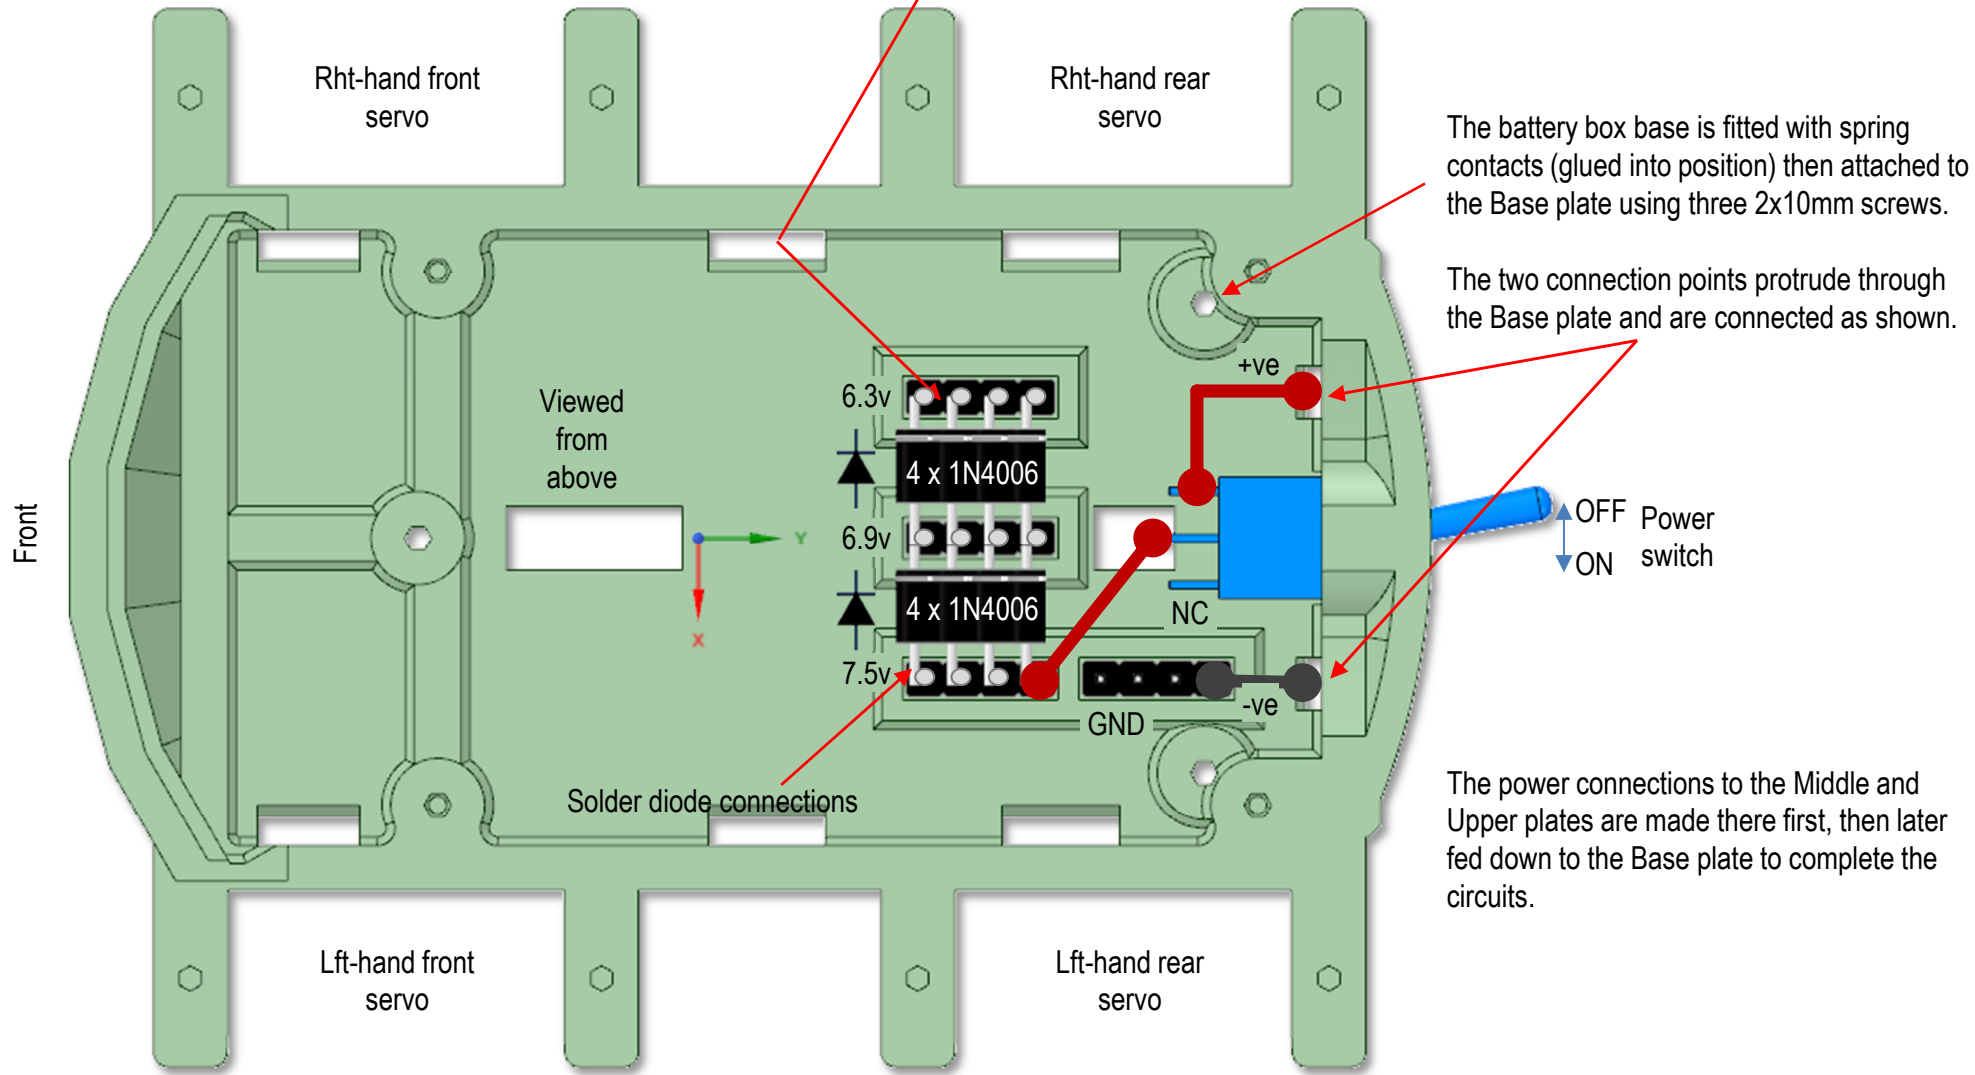 Rht-hand front
servo
Rht-hand rear
servo
The battery box base is fitted with spring
contacts (glued into position) then attached to
the Base plate using three 2x10mm screws.
The two connection points protrude through
the Base plate and are connected as shown.
+ve
6.3v
Viewed
from
above
4 x 1N4006
Front
6.9v
Y
OFF
Power
switch
ON
4 x 1N4006
NC
X
7.5v
-ve
GND
Solder diode connections
The power connections to the Middle and
Upper plates are made there first, then later
fed down to the Base plate to complete the
circuits.
Lft-hand front
servo
Lft-hand rear
servo